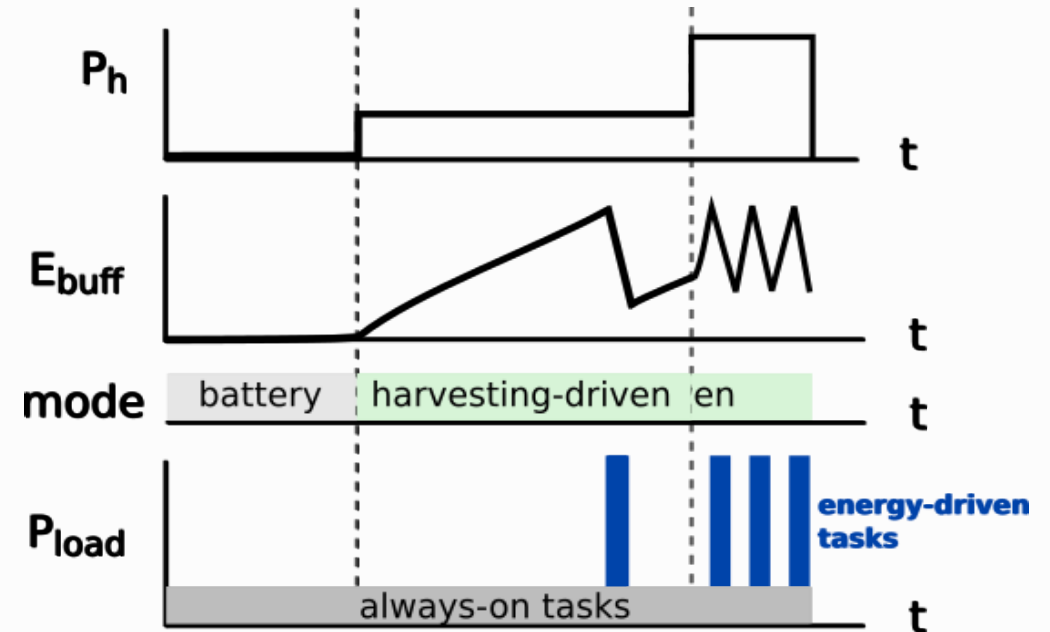 Ph
t
Ebuff
t
mode
battery
harvesting-driven
en
t
Pload
energy-driven
tasks
always-on tasks
t